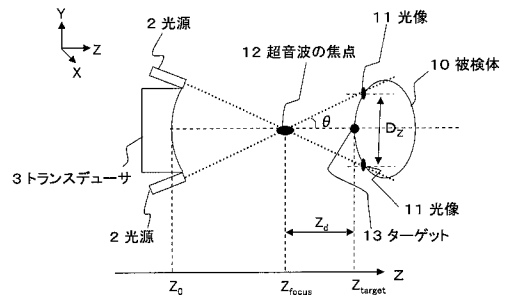 Y
Z
X
2 光源
12 超音波の焦点
11 光像
10 被検体
θ
D_Z
3 トランスデューサ
2 光源
Z_d
11 光像
13 ターゲット
Z_0
Z_focus
Z_target
Z